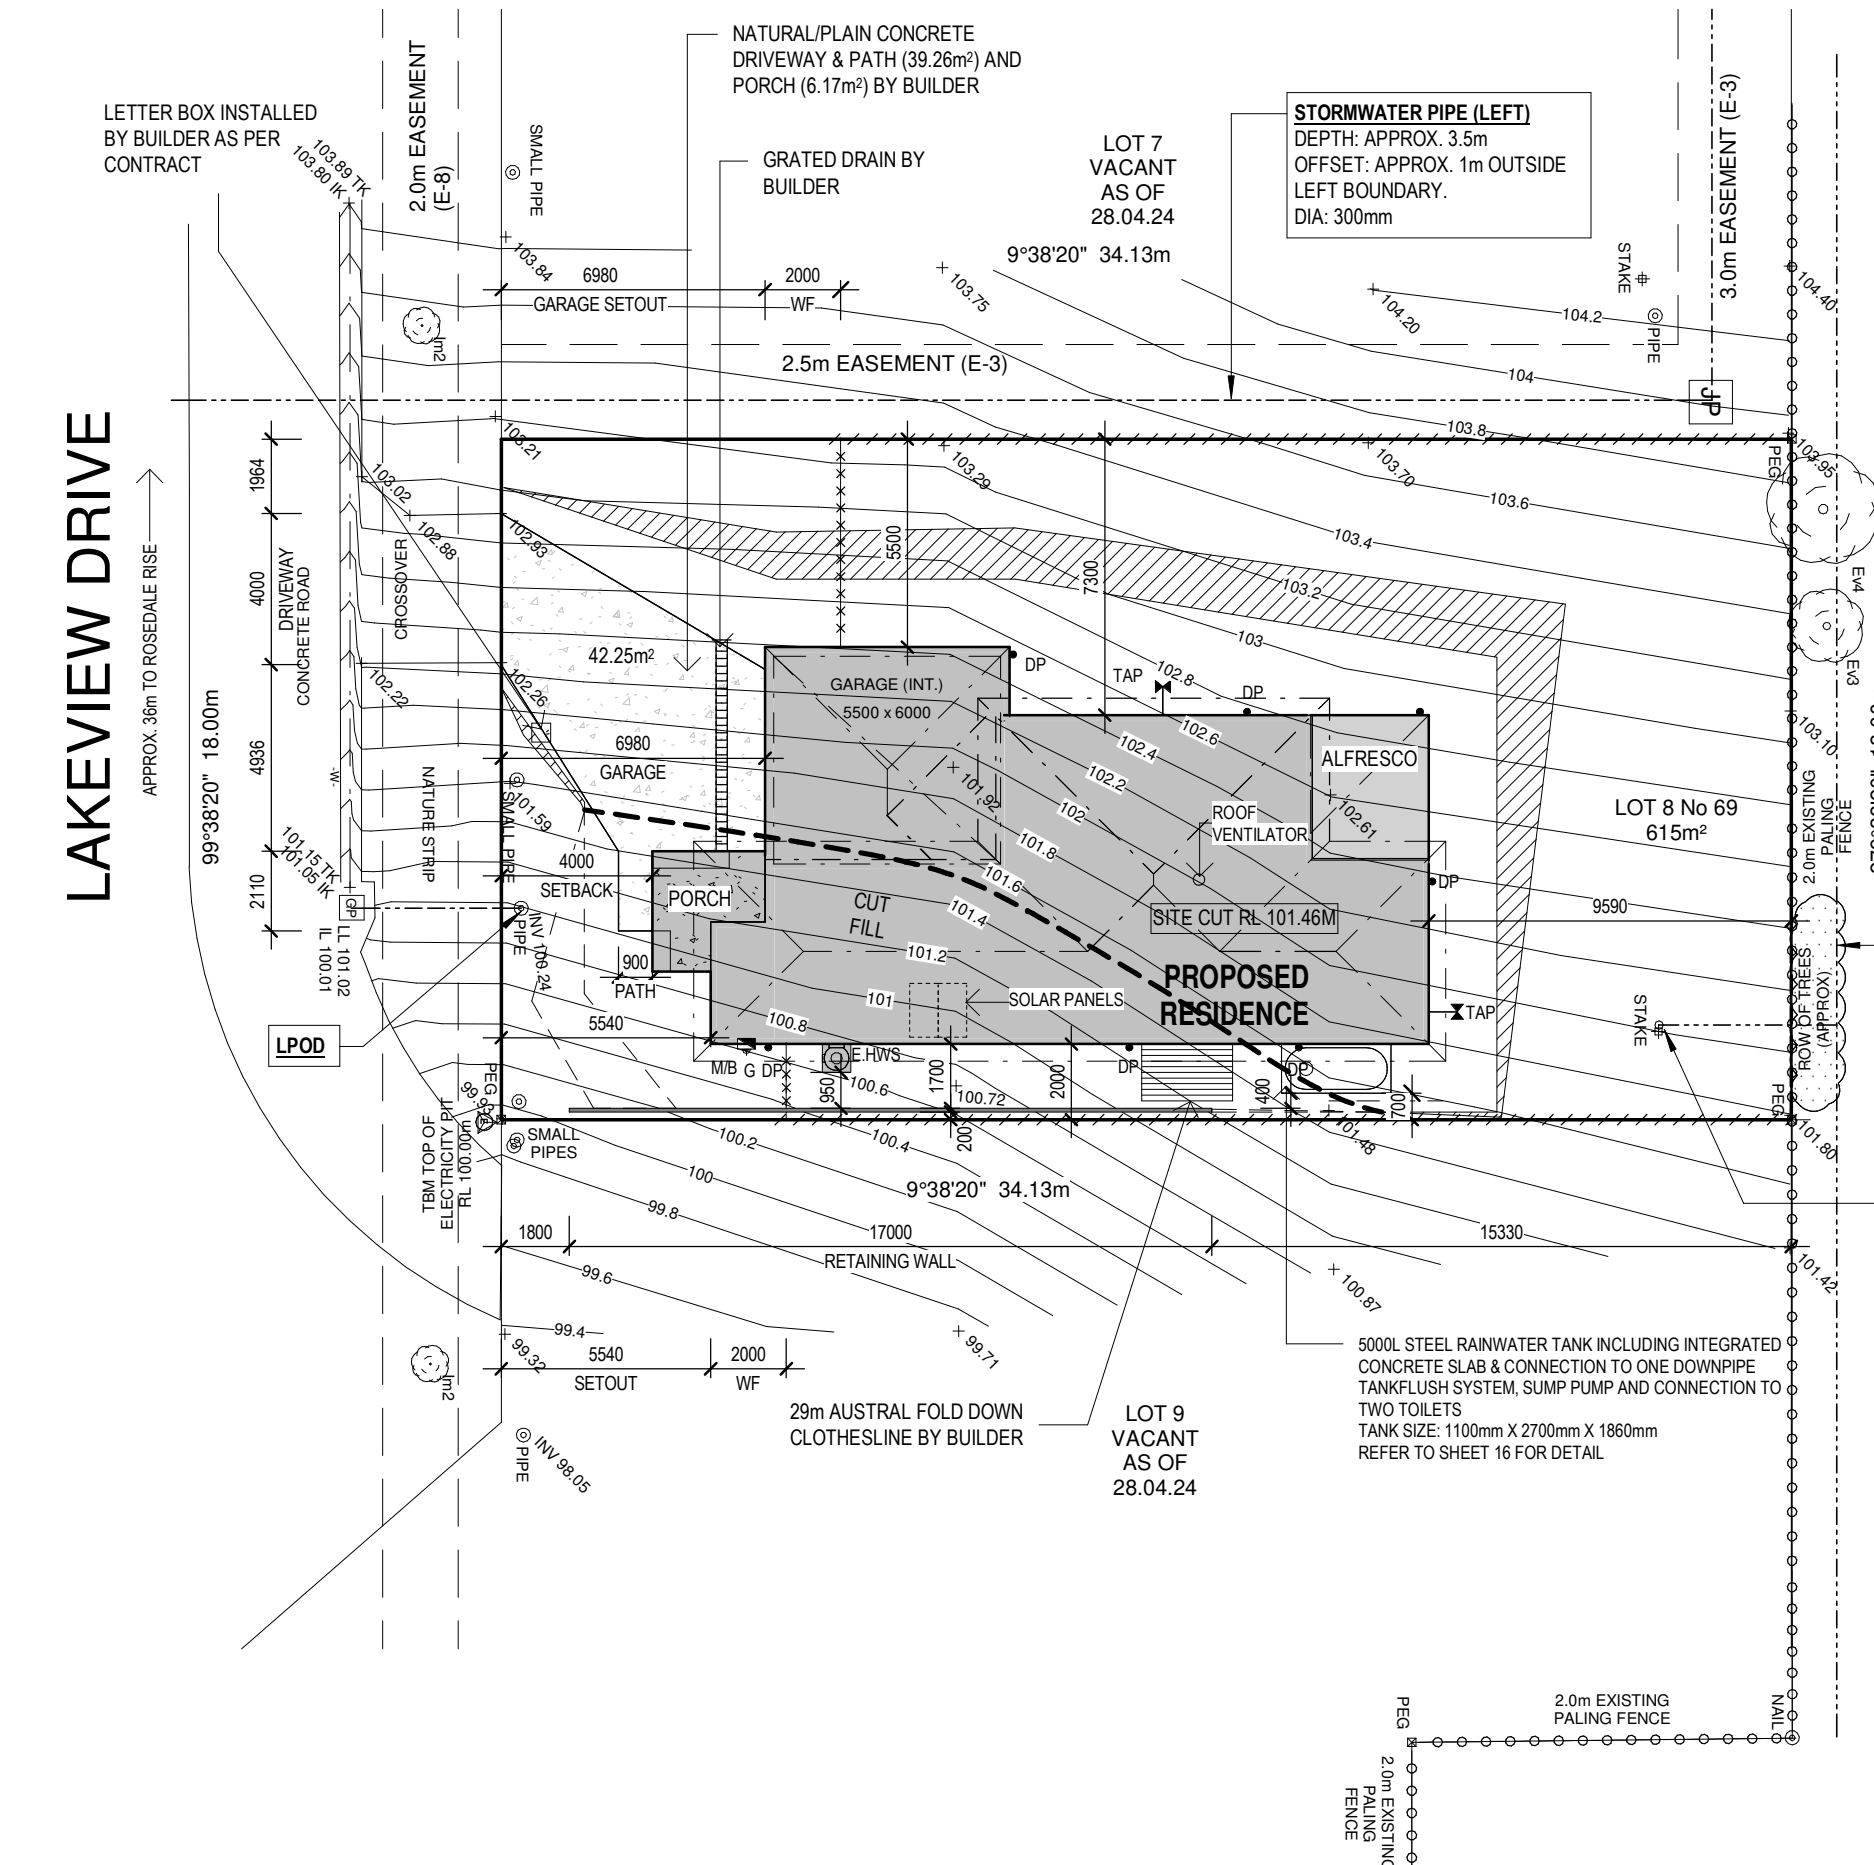 NATURAL/PLAIN CONCRETE
DRIVEWAY & PATH (39.26m²) AND
PORCH (6.17m²) BY BUILDER
LETTER BOX INSTALLED
BY BUILDER AS PER
CONTRACT
103.89 TK
103.80 IK
2.0m EASEMENT
(E-8)
SMALL PIPE
GRATED DRAIN BY
BUILDER
LOT 7
VACANT
AS OF
28.04.24
9°38'20" 34.13m
STORMWATER PIPE (LEFT)
DEPTH: APPROX. 3.5m
OFFSET: APPROX. 1m OUTSIDE
LEFT BOUNDARY.
DIA: 300mm
3.0m EASEMENT (E-3)
STAKE
PIPE
103.84
6980
GARAGE SETOUT
2000
WF
103.75
104.20
104.2
104.40
lm2
2.5m EASEMENT (E-3)
104
JP
103.8
103.21
103.29
103.70
103.6
103.4
103.2
103
PEG
103.95
Ev4
Ev3
LAKEVIEW DRIVE
APPROX. 36m TO ROSEDALE RISE
99°38'20" 18.00m
1964
4000
4936
2110
DRIVEWAY
CONCRETE ROAD
CROSSOVER
NATURE STRIP
103.02
102.88
102.93
102.22
102.26
-W-
5500
7300
42.25m²
GARAGE (INT.)
5500 x 6000
DP
TAP
102.8
DP
102.6
102.4
102.2
102
101.8
101.6
101.4
101.2
101
100.8
100.6
6980
GARAGE
101.92
ALFRESCO
102.61
ROOF
VENTILATOR
103.10
LOT 8 No 69
615m²
2.0m EXISTING
PALING
FENCE
SMALL PIPE
101.59
101.15 TK
101.05 IK
GP
LL 101.02
IL 100.01
4000
SETBACK
PORCH
CUT
FILL
SITE CUT RL 101.46M
DP
9590
PIPE
INV 100.24
900
PATH
5540
PROPOSED
RESIDENCE
SOLAR PANELS
TAP
STAKE
ROW OF TREES
(APPROX)
LPOD
M/B
G
DP
E.HWS
950
1700
100.72
2000
200
DP
DP
400
700
PEG
99.93
TBM TOP OF
ELECTRICITY PIT
RL 100.00m
SMALL
PIPES
100.2
100.4
101.48
PEG
101.80
100
99.8
9°38'20" 34.13m
1800
17000
RETAINING WALL
15330
99.6
99.4
99.32
99.71
100.87
101.42
5540
SETOUT
2000
WF
lm2
29m AUSTRAL FOLD DOWN
CLOTHESLINE BY BUILDER
LOT 9
VACANT
AS OF
28.04.24
5000L STEEL RAINWATER TANK INCLUDING INTEGRATED
CONCRETE SLAB & CONNECTION TO ONE DOWNPIPE
TANKFLUSH SYSTEM, SUMP PUMP AND CONNECTION TO
TWO TOILETS
TANK SIZE: 1100mm X 2700mm X 1860mm
REFER TO SHEET 16 FOR DETAIL
PIPE
INV 98.05
PEG
2.0m EXISTING
PALING FENCE
NAIL
2.0m EXISTING
PALING
FENCE